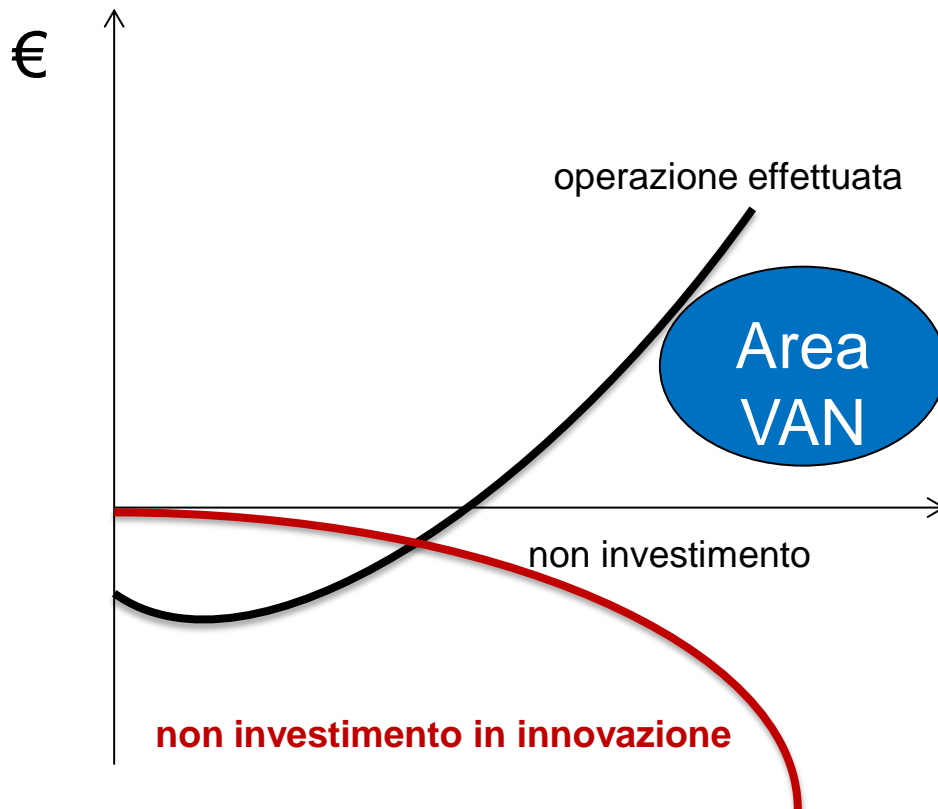 €
operazione effettuata
Area
VAN
non investimento
non investimento in innovazione